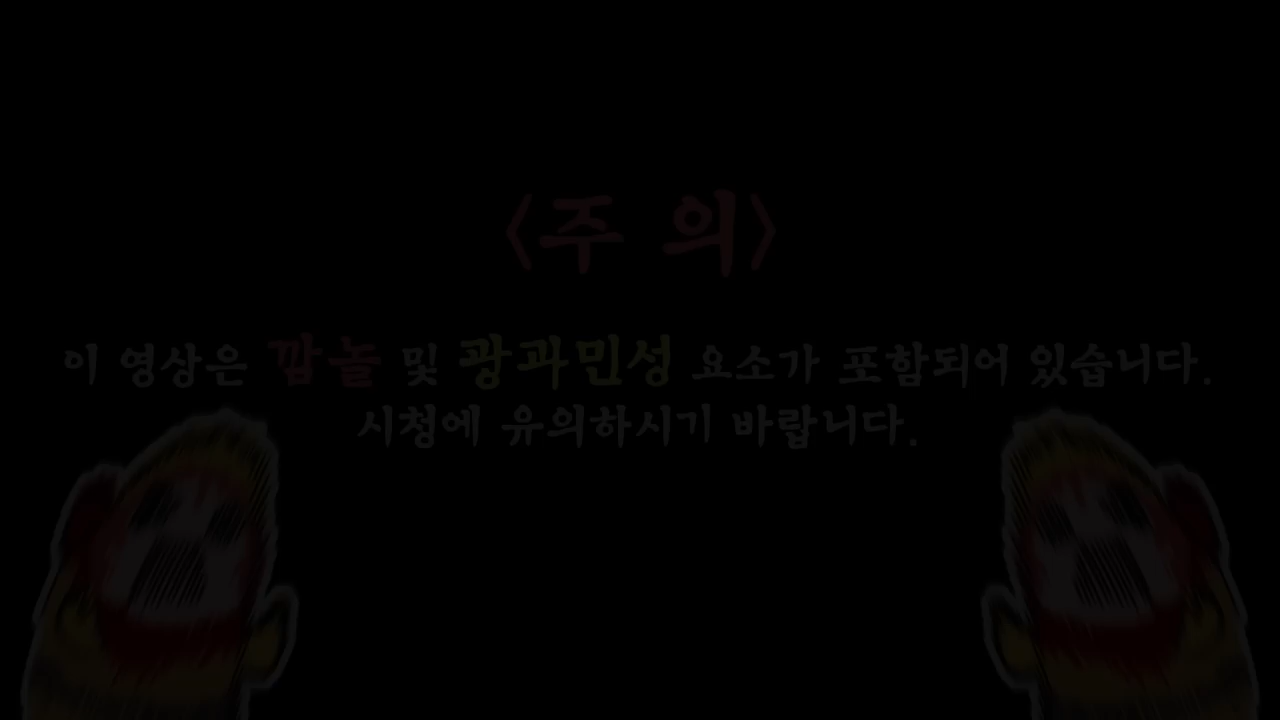 〈주 의〉
이 영상은 깜놀 및 광과민성 요소가 포함되어 있습니다.
시청에 유의하시기 바랍니다.